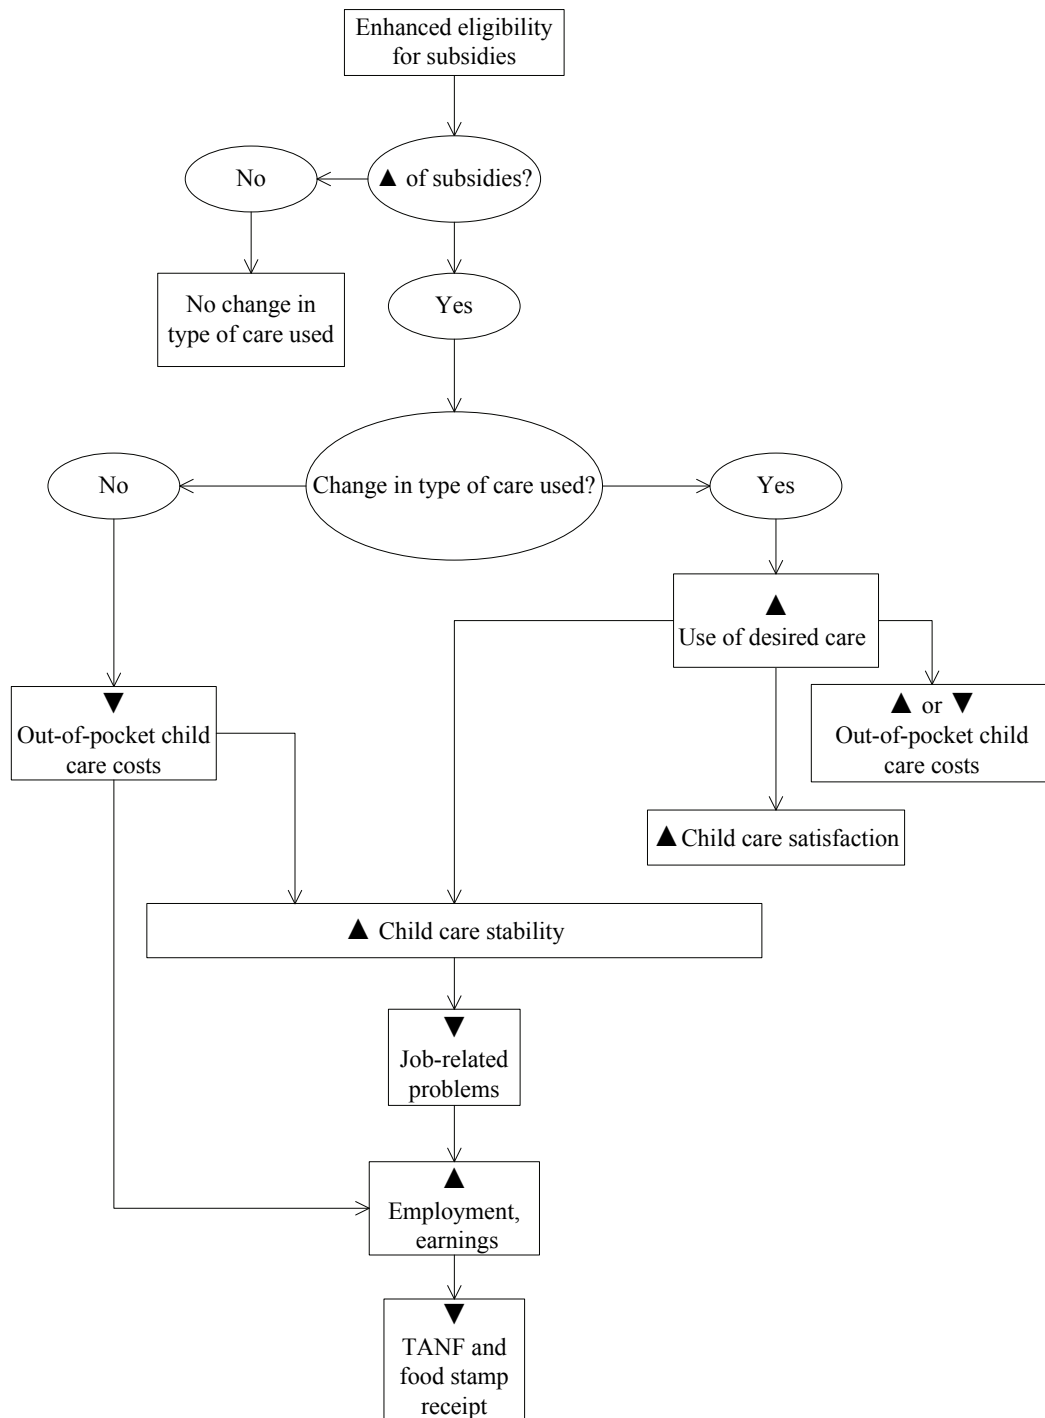 Enhanced eligibility
for subsidies
No
▲ of subsidies?
No change in
type of care used
Yes
No
Change in type of care used?
Yes
▲
Use of desired care
▼
Out-of-pocket child
care costs
▲ or ▼
Out-of-pocket child
care costs
▲ Child care satisfaction
▲ Child care stability
▼
Job-related
problems
▲
Employment,
earnings
▼
TANF and
food stamp
receipt